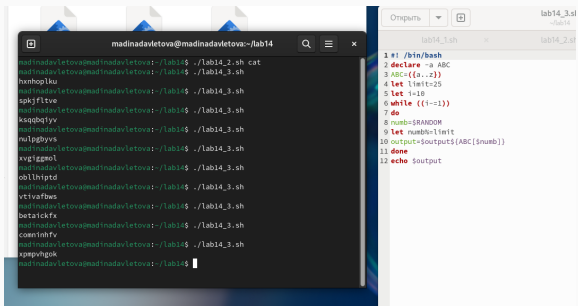 madinadavletova@madinadavletova:~/lab14
madinadavletova@madinadavletova:~/lab14$ ./lab14_2.sh cat
madinadavletova@madinadavletova:~/lab14$ ./lab14_3.sh
hxnhoplku
madinadavletova@madinadavletova:~/lab14$ ./lab14_3.sh
spkjfltve
madinadavletova@madinadavletova:~/lab14$ ./lab14_3.sh
ksqqbqiyv
madinadavletova@madinadavletova:~/lab14$ ./lab14_3.sh
nulpgbyvs
madinadavletova@madinadavletova:~/lab14$ ./lab14_3.sh
xvgiggmol
madinadavletova@madinadavletova:~/lab14$ ./lab14_3.sh
obllhiptd
madinadavletova@madinadavletova:~/lab14$ ./lab14_3.sh
vtivafbws
madinadavletova@madinadavletova:~/lab14$ ./lab14_3.sh
betaickfx
madinadavletova@madinadavletova:~/lab14$ ./lab14_3.sh
comninhfv
madinadavletova@madinadavletova:~/lab14$ ./lab14_3.sh
xpmpvhgok
madinadavletova@madinadavletova:~/lab14$
Открыть
lab14_3.sl
~/lab14
lab14_1.sh
lab14_2.sh
1 #! /bin/bash
2 declare -a ABC
3 ABC=({a..z})
4 let limit=25
5 let i=10
6 while ((i-=1))
7 do
8 numb=$RANDOM
9 let numb%=limit
10 output=$output${ABC[$numb]}
11 done
12 echo $output